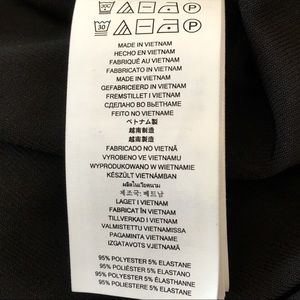 MADE IN VIETNAM
HECHO EN VIETNAM
FABRIQUÉ AU VIETNAM
FABBRICATO IN VIETNAM
MADE IN VIETNAM
GEFABRICEERD IN VIETNAM
FREMSTILLET I VIETNAM
СДЕЛАНО ВО ВЬЕТНАМЕ
FEITO NO VIETNAME
ベトナム製
越南製造
越南制造
FABRICADO NO VIETNÃ
VYROBENO VE VIETNAMU
WYPRODUKOWANO W WIETNAMIE
KÉSZÜLT VIETNÁMBAN
ผลิตในเวียดนาม
제조국: 베트남
LAGET I VIETNAM
FABRICAT ÎN VIETNAM
TILLVERKAD I VIETNAM
VALMISTETTU VIETNAMISSA
PAGAMINTA VIETNAME
IZGATAVOTS VJETNAMĀ
95% POLYESTER 5% ELASTANE
95% POLIÉSTER 5% ELASTANO
95% POLYESTER 5% ÉLASTHANNE